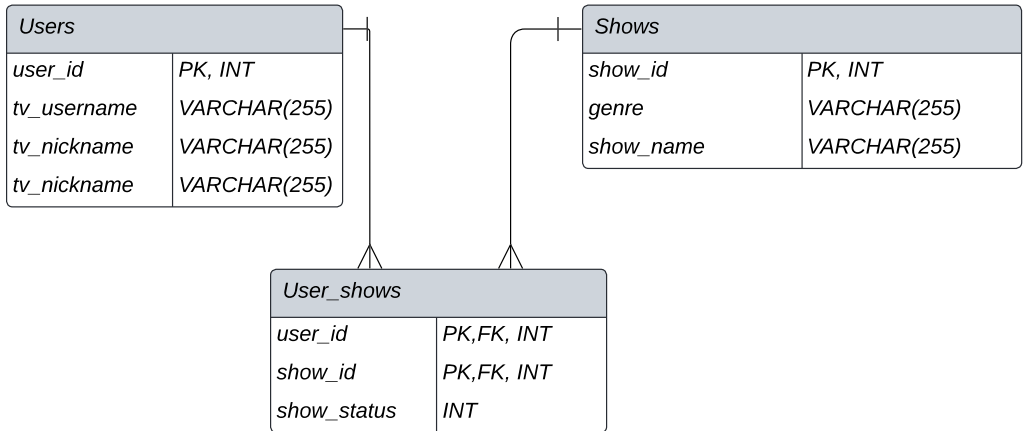 Users
user_id PK, INT
tv_username VARCHAR(255)
tv_nickname VARCHAR(255)
tv_nickname VARCHAR(255)
Shows
show_id PK, INT
genre VARCHAR(255)
show_name VARCHAR(255)
User_shows
user_id PK,FK, INT
show_id PK,FK, INT
show_status INT